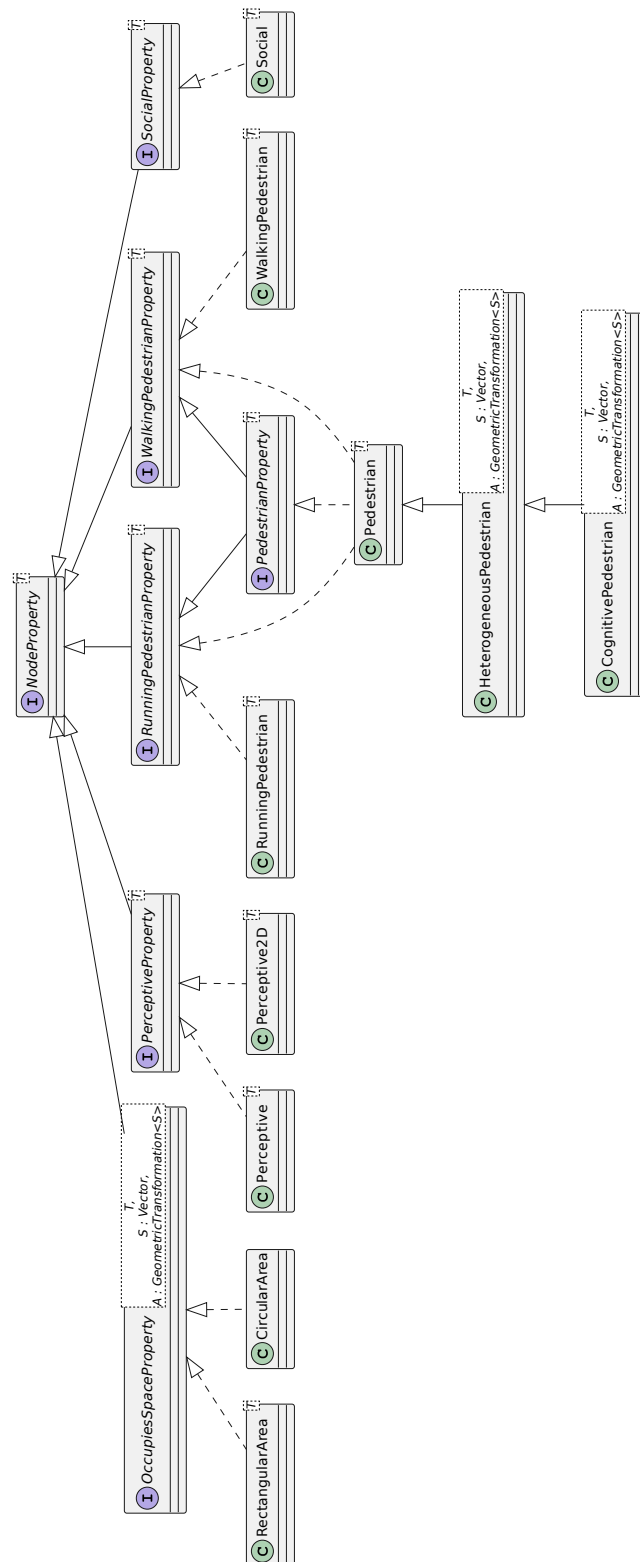 I NodeProperty
T
I OccupiesSpaceProperty
T,
S : Vector,
A : GeometricTransformation<S>
I PerceptiveProperty
T
I RunningPedestrianProperty
T
I WalkingPedestrianProperty
T
I SocialProperty
T
C RectangularArea
T
C CircularArea
C Perceptive
T
C Perceptive2D
T
C RunningPedestrian
T
I PedestrianProperty
T
C WalkingPedestrian
T
C Social
T
C Pedestrian
T
C HeterogeneousPedestrian
T,
S : Vector,
A : GeometricTransformation<S>
C CognitivePedestrian
T,
S : Vector,
A : GeometricTransformation<S>